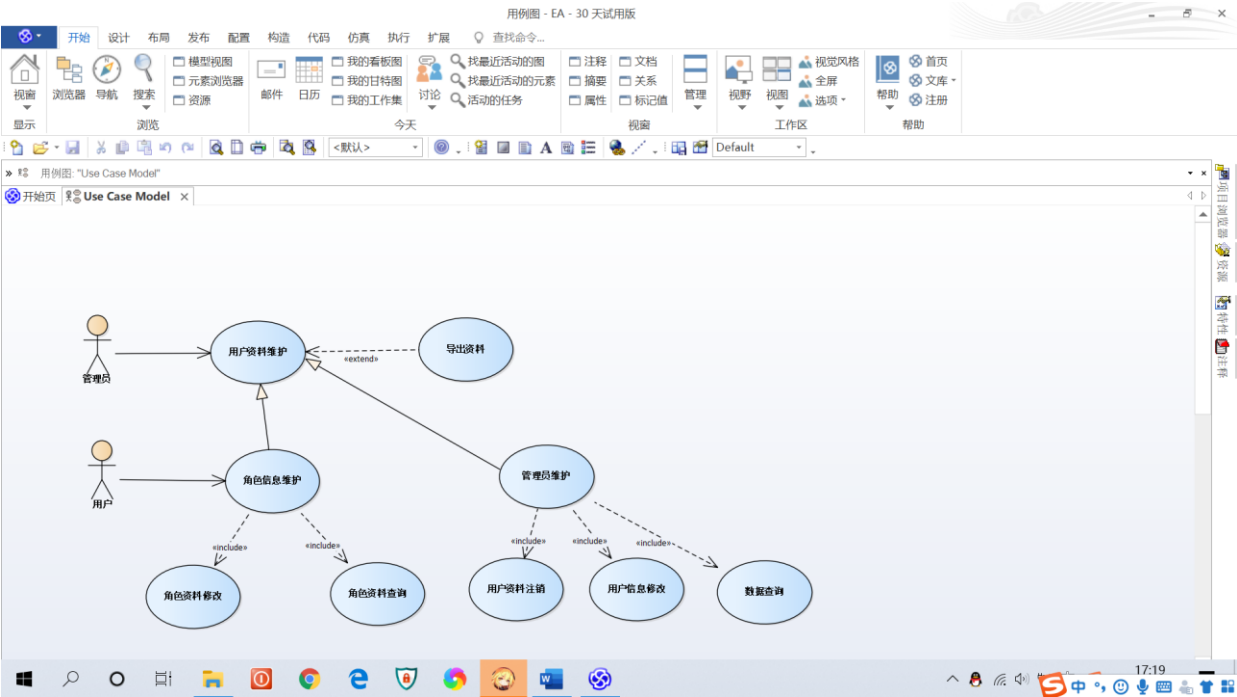 用例图 - EA - 30 天试用版
开始 设计 布局 发布 配置 构造 代码 仿真 执行 扩展 查找命令...
模型视图 我的看板图 找最近活动的图 注释 文档 视觉风格 首页
元素浏览器 我的甘特图 找最近活动的元素 摘要 关系 全屏 文库
视窗 浏览器 导航 搜索 资源 邮件 日历 我的工作集 讨论 活动的任务 属性 标记值 管理 视野 视图 选项 帮助 注册
显示 浏览 今天 视窗 工作区 帮助
<默认> Default
用例图: "Use Case Model"
开始页 Use Case Model
项目浏览器
资源
特性
注释
用户资料维护
导出资料
«extend»
管理员
角色信息维护
管理员维护
用户
«include»
«include»
«include»
«include»
«include»
角色资料修改
角色资料查询
用户资料注销
用户信息修改
数据查询
17:19
中